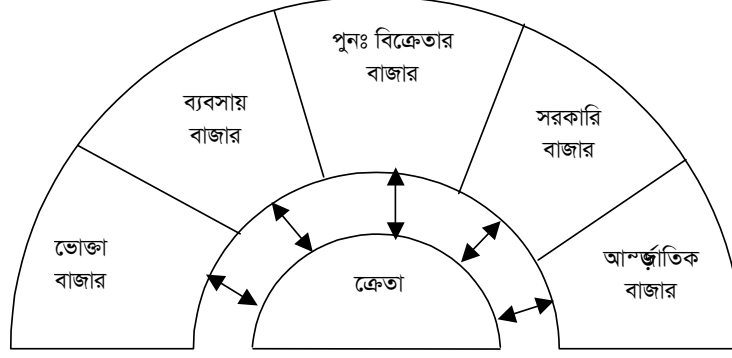 পুনঃ বিক্রেতার
বাজার
ব্যবসায়
বাজার
সরকারি
বাজার
ভোক্তা
বাজার
আন্তর্জাতিক
বাজার
ক্রেতা